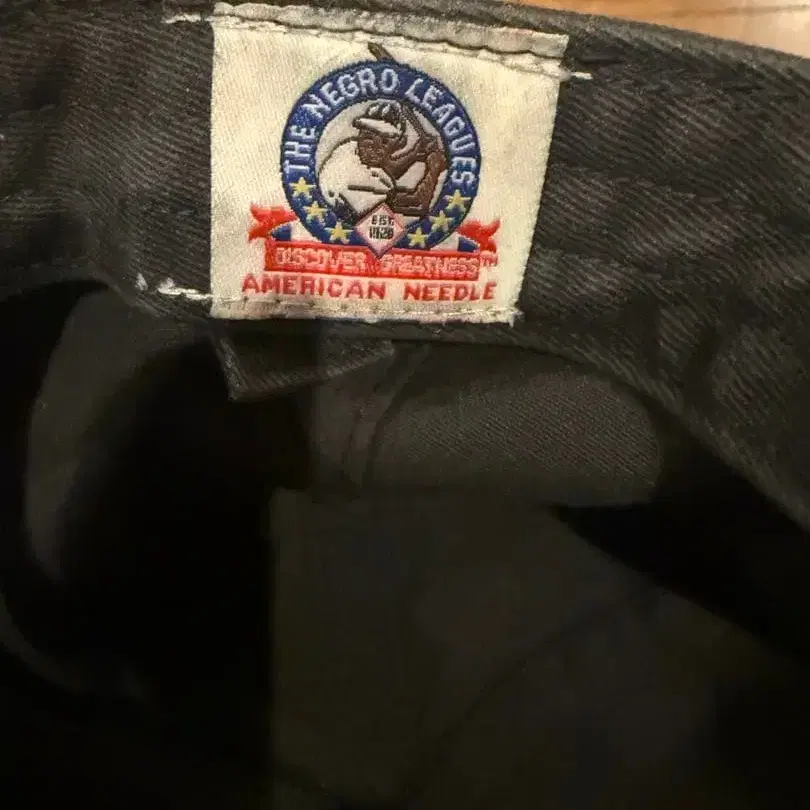 THE NEGRO LEAGUES
EST.
1920
DISCOVER GREATNESS™
AMERICAN NEEDLE